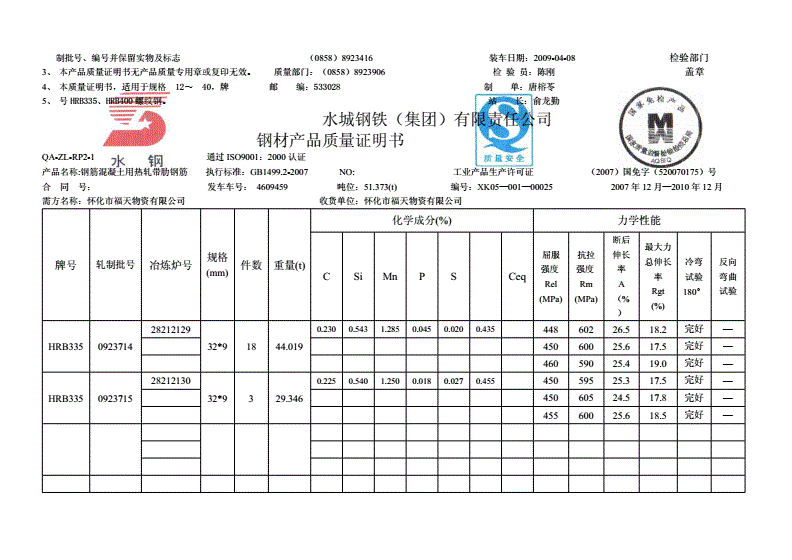 制批号、编号并保留实物及标志 （0858）8923416 装车日期：2009-04-08 检验部门
3、 本产品质量证明书无产品质量专用章或复印无效。 质量部门：（0858）8923906 检 验 员：陈刚 盖章
4、 本质量证明书，适用于规格 12～ 40．牌 邮 编：533028 制 单：唐榕苓
5、 号 HRB335、HRB400 螺纹钢。 站 长：俞龙勤
水城钢铁（集团）有限责任公司
钢材产品质量证明书
水 钢
质量安全
国家免检产品
国家质量监督检验检疫总局
AQSIQ
QA-ZL-RP2-1 通过 ISO9001：2000 认证
产品名称:钢筋混凝土用热轧带肋钢筋 执行标准：GB1499.2-2007 NO: 工业产品生产许可证 （2007）国免字（520070175）号
合 同 号: 发车车号： 4609459 吨位：51.373(t) 编号：XK05—001—00025 2007 年 12 月—2010 年 12 月
需方名称：怀化市福天物资有限公司 收货单位：怀化市福天物资有限公司
牌号 轧制批号 冶炼炉号 规格(mm) 件数 重量(t) 化学成分(%) 力学性能
C Si Mn P S Ceq 屈服强度 Rel (MPa) 抗拉强度 Rm (MPa) 断后伸长率 A （%） 最大力总伸长率 Rgt (%) 冷弯试验 180° 反向弯曲试验
HRB335 0923714 28212129 32*9 18 44.019 0.230 0.543 1.285 0.045 0.020 0.435 448 602 26.5 18.2 完好 —
450 600 25.6 17.5 完好 —
460 590 25.4 19.0 完好 —
HRB335 0923715 28212130 32*9 3 29.346 0.225 0.540 1.250 0.018 0.027 0.455 450 595 25.3 17.5 完好 —
450 605 24.5 17.8 完好 —
455 600 25.6 18.5 完好 —